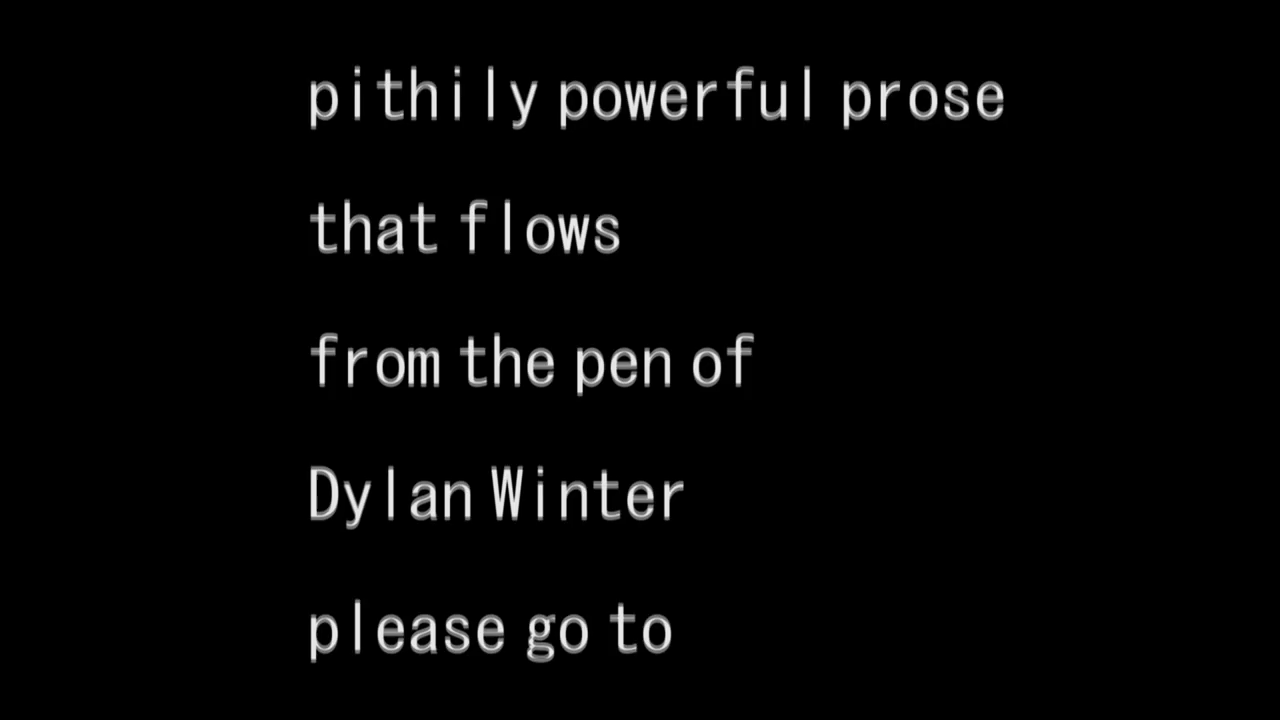 pithily powerful prose
that flows
from the pen of
Dylan Winter
please go to